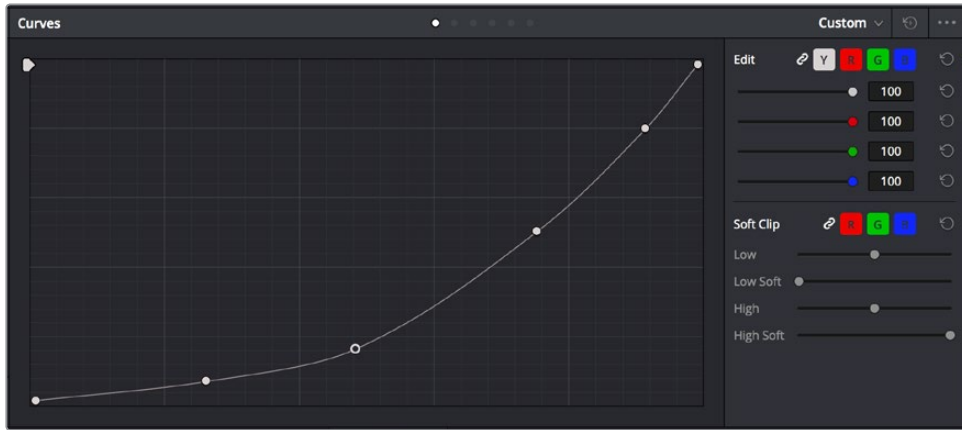 Curves
Custom
Edit Y R G B
100
100
100
100
Soft Clip R G B
Low
Low Soft
High
High Soft